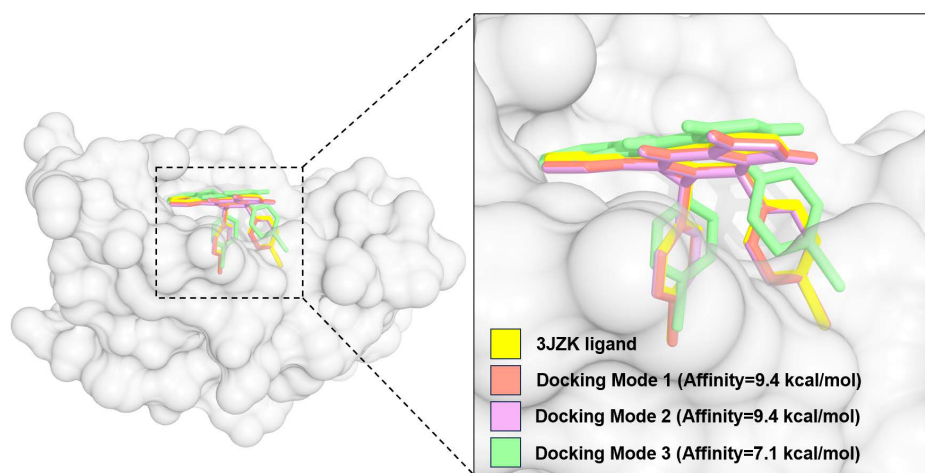 3JZK ligand
Docking Mode 1 (Affinity=9.4 kcal/mol)
Docking Mode 2 (Affinity=9.4 kcal/mol)
Docking Mode 3 (Affinity=7.1 kcal/mol)